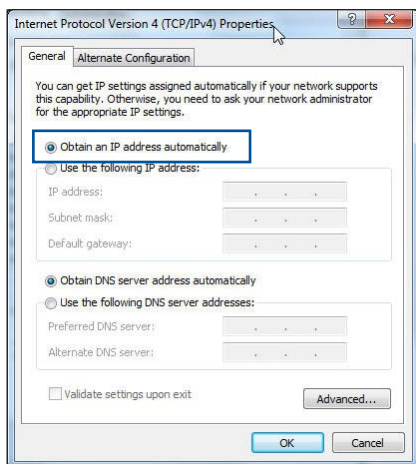 Internet Protocol Version 4 (TCP/IPv4) Properties
General Alternate Configuration
You can get IP settings assigned automatically if your network supports
this capability. Otherwise, you need to ask your network administrator
for the appropriate IP settings.
Obtain an IP address automatically
Use the following IP address:
IP address:
Subnet mask:
Default gateway:
Obtain DNS server address automatically
Use the following DNS server addresses:
Preferred DNS server:
Alternate DNS server:
Validate settings upon exit
Advanced...
OK Cancel